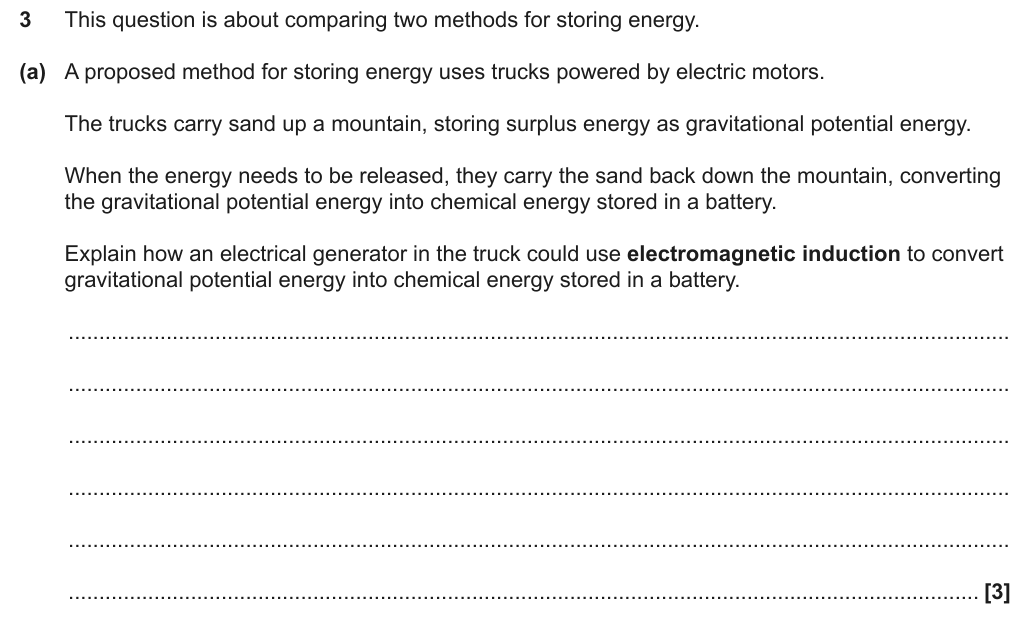 3 This question is about comparing two methods for storing energy.
(a) A proposed method for storing energy uses trucks powered by electric motors.
The trucks carry sand up a mountain, storing surplus energy as gravitational potential energy.
When the energy needs to be released, they carry the sand back down the mountain, converting
the gravitational potential energy into chemical energy stored in a battery.
Explain how an electrical generator in the truck could use electromagnetic induction to convert
gravitational potential energy into chemical energy stored in a battery.
[3]